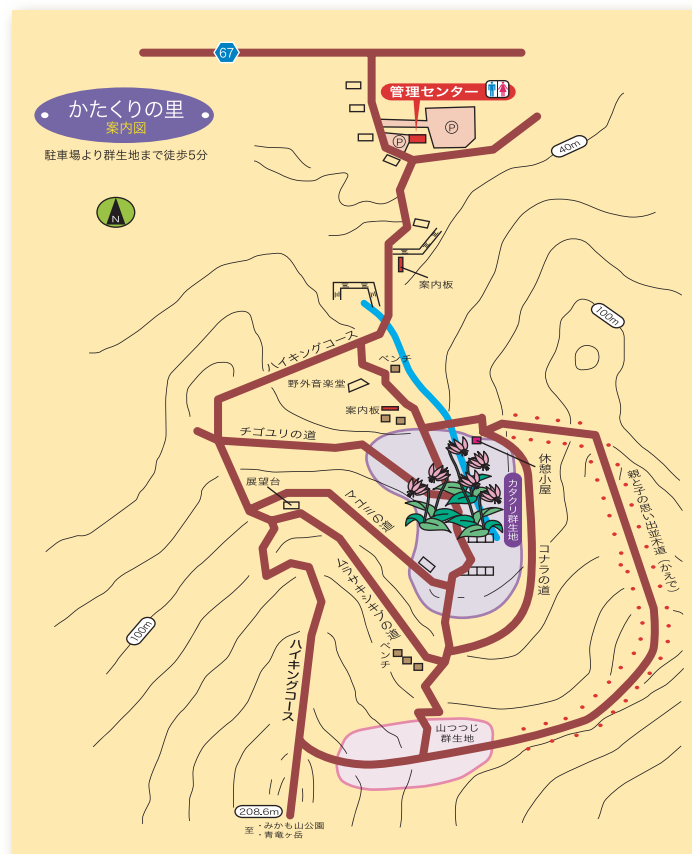 67
かたくりの里
案内図
駐車場より群生地まで徒歩5分
管理センター
P
P
N
40m
案内板
100m
ハイキングコース
ベンチ
野外音楽堂
案内板
チゴユリの道
展望台
マユミの道
カタクリ群生地
休憩小屋
親と子の思い出並木道(かえで)
コナラの道
ムラサキシキブの道
100m
ベンチ
ハイキングコース
山つつじ
群生地
208.6m
至 ・みかも山公園
・青竜ヶ岳